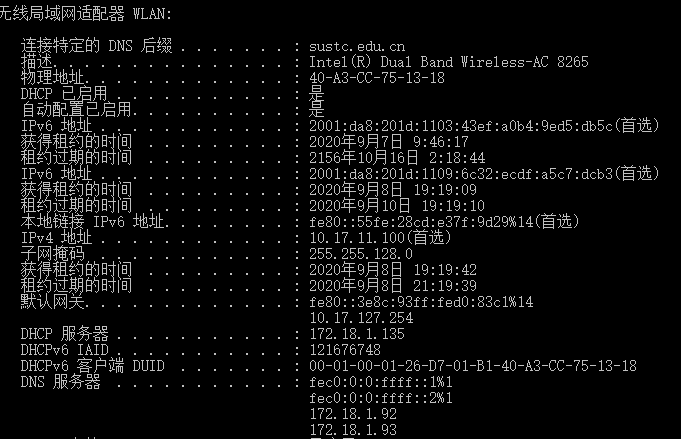 无线局域网适配器 WLAN:
连接特定的 DNS 后缀 . . . . . . . : sustc.edu.cn
描述. . . . . . . . . . . . . . . : Intel(R) Dual Band Wireless-AC 8265
物理地址. . . . . . . . . . . . . : 40-A3-CC-75-13-18
DHCP 已启用 . . . . . . . . . . . : 是
自动配置已启用. . . . . . . . . . : 是
IPv6 地址 . . . . . . . . . . . . : 2001:da8:201d:1103:43ef:a0b4:9ed5:db5c(首选)
获得租约的时间 . . . . . . . . . : 2020年9月7日 9:46:17
租约过期的时间 . . . . . . . . . : 2156年10月16日 2:18:44
IPv6 地址 . . . . . . . . . . . . : 2001:da8:201d:1109:6c32:ecdf:a5c7:dcb3(首选)
获得租约的时间 . . . . . . . . . : 2020年9月8日 19:19:09
租约过期的时间 . . . . . . . . . : 2020年9月10日 19:19:10
本地链接 IPv6 地址. . . . . . . . : fe80::55fe:28cd:e37f:9d29%14(首选)
IPv4 地址 . . . . . . . . . . . . : 10.17.11.100(首选)
子网掩码 . . . . . . . . . . . . : 255.255.128.0
获得租约的时间 . . . . . . . . . : 2020年9月8日 19:19:42
租约过期的时间 . . . . . . . . . : 2020年9月8日 21:19:39
默认网关. . . . . . . . . . . . . : fe80::3e8c:93ff:fed0:83c1%14
10.17.127.254
DHCP 服务器 . . . . . . . . . . . : 172.18.1.135
DHCPv6 IAID . . . . . . . . . . . : 121676748
DHCPv6 客户端 DUID . . . . . . . : 00-01-00-01-26-D7-01-B1-40-A3-CC-75-13-18
DNS 服务器 . . . . . . . . . . . : fec0:0:0:ffff::1%1
fec0:0:0:ffff::2%1
172.18.1.92
172.18.1.93